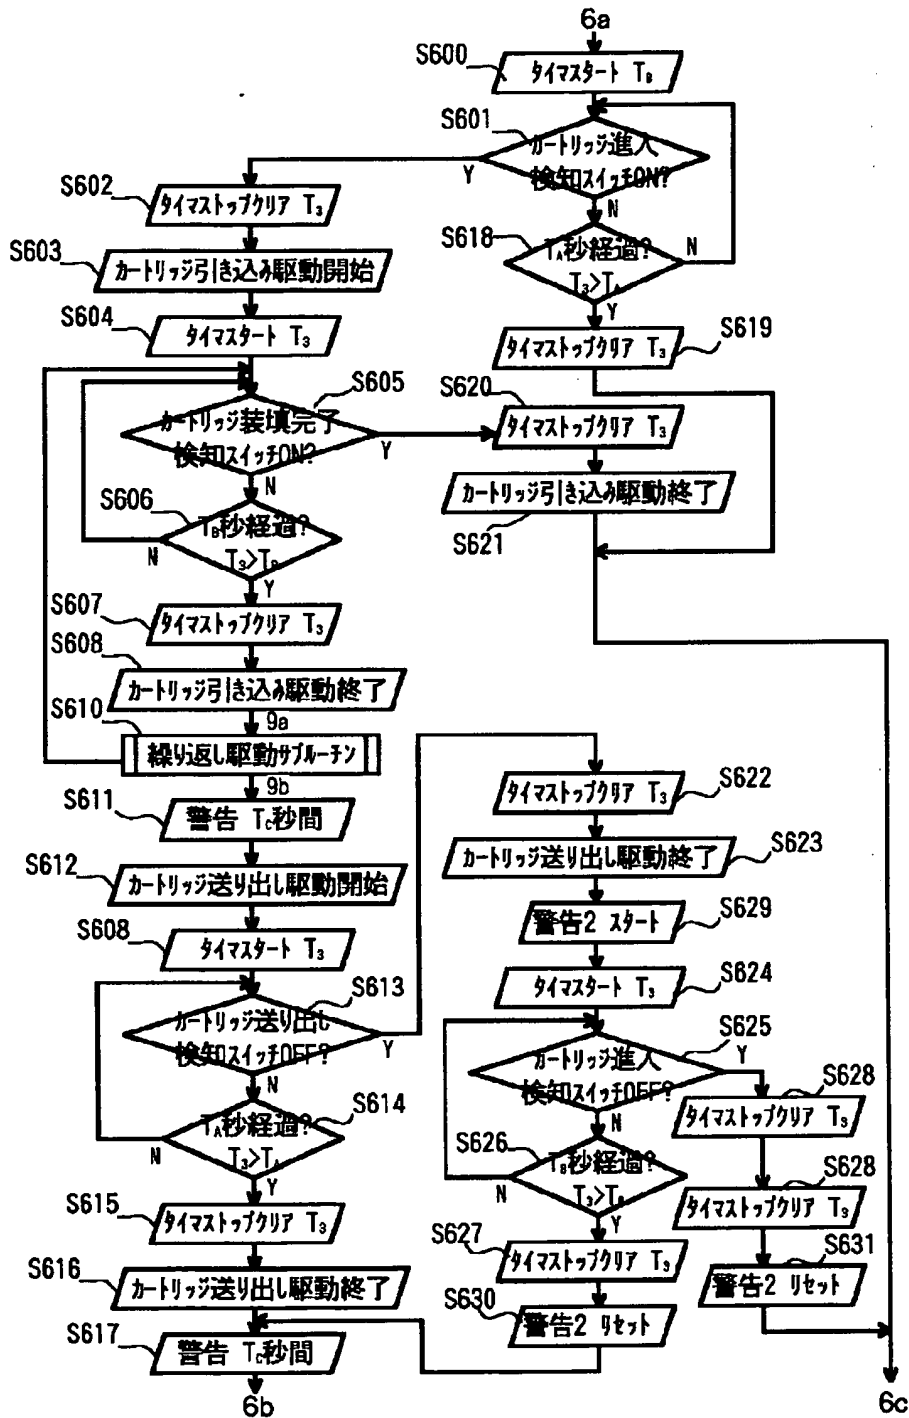 6a
S600
タイマスタート TB
S601
カートリッジ進入
検知スイッチON?
Y
N
S618
TA秒経過?
T3>TA
N
Y
S619
タイマストップクリア T3
S602
タイマストップクリア T3
S603
カートリッジ引き込み駆動開始
S604
タイマスタート T3
S605
カートリッジ装填完了
検知スイッチON?
Y
N
S620
タイマストップクリア T3
S621
カートリッジ引き込み駆動終了
S606
TB秒経過?
T3>TB
N
Y
S607
タイマストップクリア T3
S608
カートリッジ引き込み駆動終了
S610
9a
繰り返し駆動サブルーチン
9b
S611
警告 TC秒間
S612
カートリッジ送り出し駆動開始
S608
タイマスタート T3
S613
カートリッジ送り出し
検知スイッチOFF?
Y
N
S614
TA秒経過?
T3>TA
N
Y
S615
タイマストップクリア T3
S616
カートリッジ送り出し駆動終了
S617
警告 TC秒間
6b
S622
タイマストップクリア T3
S623
カートリッジ送り出し駆動終了
S629
警告2 スタート
S624
タイマスタート T3
S625
カートリッジ進入
検知スイッチOFF?
Y
N
S626
TB秒経過?
T3>TB
N
Y
S627
タイマストップクリア T3
S630
警告2 リセット
S628
タイマストップクリア T3
S628
タイマストップクリア T3
S631
警告2 リセット
6c